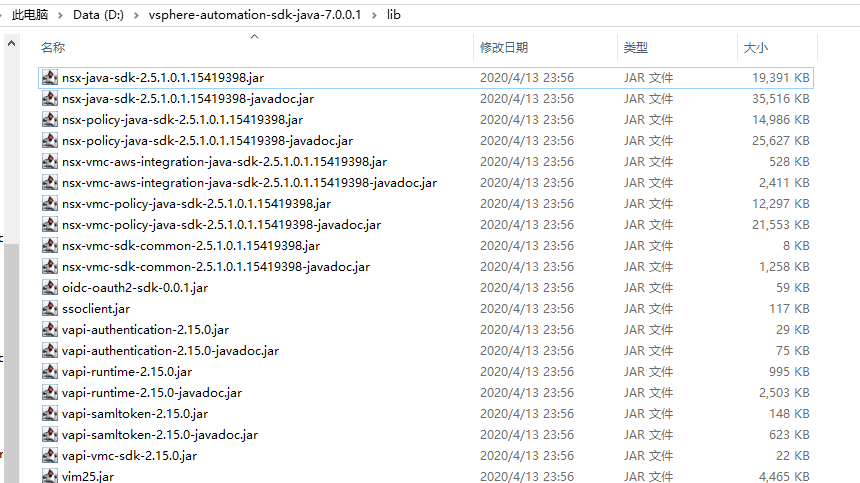 此电脑 > Data (D:) > vsphere-automation-sdk-java-7.0.0.1 > lib
名称 修改日期 类型 大小
nsx-java-sdk-2.5.1.0.1.15419398.jar 2020/4/13 23:56 JAR 文件 19,391 KB
nsx-java-sdk-2.5.1.0.1.15419398-javadoc.jar 2020/4/13 23:56 JAR 文件 35,516 KB
nsx-policy-java-sdk-2.5.1.0.1.15419398.jar 2020/4/13 23:56 JAR 文件 14,986 KB
nsx-policy-java-sdk-2.5.1.0.1.15419398-javadoc.jar 2020/4/13 23:56 JAR 文件 25,627 KB
nsx-vmc-aws-integration-java-sdk-2.5.1.0.1.15419398.jar 2020/4/13 23:56 JAR 文件 528 KB
nsx-vmc-aws-integration-java-sdk-2.5.1.0.1.15419398-javadoc.jar 2020/4/13 23:56 JAR 文件 2,411 KB
nsx-vmc-policy-java-sdk-2.5.1.0.1.15419398.jar 2020/4/13 23:56 JAR 文件 12,297 KB
nsx-vmc-policy-java-sdk-2.5.1.0.1.15419398-javadoc.jar 2020/4/13 23:56 JAR 文件 21,553 KB
nsx-vmc-sdk-common-2.5.1.0.1.15419398.jar 2020/4/13 23:56 JAR 文件 8 KB
nsx-vmc-sdk-common-2.5.1.0.1.15419398-javadoc.jar 2020/4/13 23:56 JAR 文件 1,258 KB
oidc-oauth2-sdk-0.0.1.jar 2020/4/13 23:56 JAR 文件 59 KB
ssoclient.jar 2020/4/13 23:56 JAR 文件 117 KB
vapi-authentication-2.15.0.jar 2020/4/13 23:56 JAR 文件 29 KB
vapi-authentication-2.15.0-javadoc.jar 2020/4/13 23:56 JAR 文件 75 KB
vapi-runtime-2.15.0.jar 2020/4/13 23:56 JAR 文件 995 KB
vapi-runtime-2.15.0-javadoc.jar 2020/4/13 23:56 JAR 文件 2,503 KB
vapi-samltoken-2.15.0.jar 2020/4/13 23:56 JAR 文件 148 KB
vapi-samltoken-2.15.0-javadoc.jar 2020/4/13 23:56 JAR 文件 623 KB
vapi-vmc-sdk-2.15.0.jar 2020/4/13 23:56 JAR 文件 22 KB
vim25.jar 2020/4/13 23:56 JAR 文件 4,465 KB